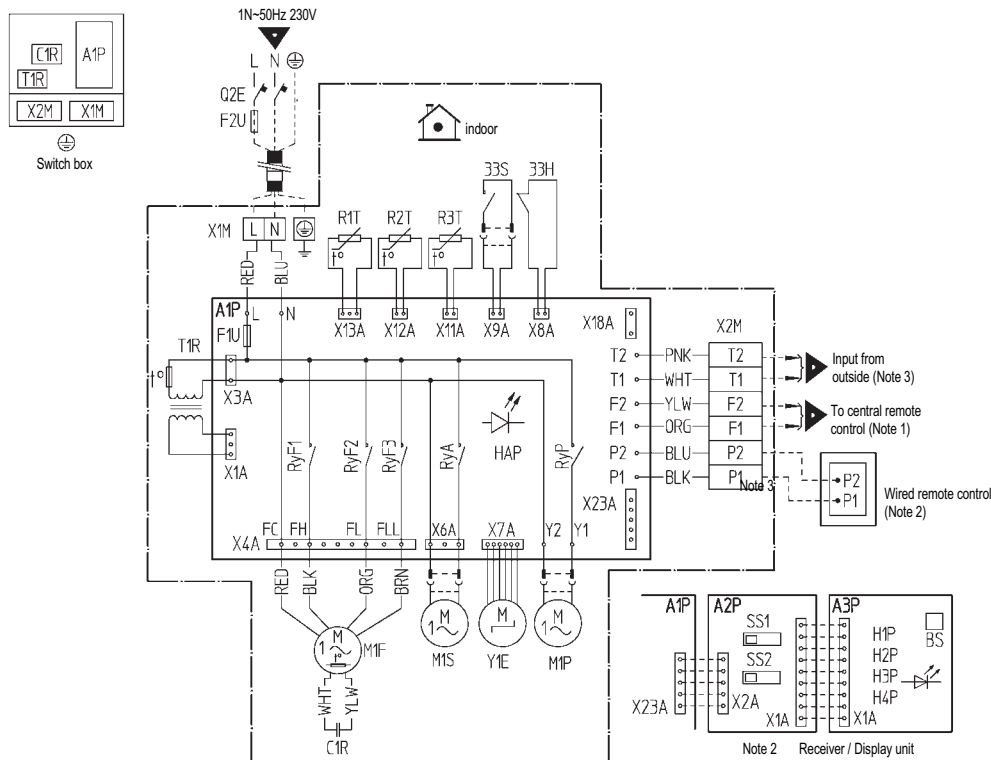 1N~50Hz 230V
L N
C1R
A1P
T1R
X2M X1M
Switch box
Q2E
F2U
indoor
X1M L N
33S 33H
R1T R2T R3T
RED
BLU
A1P
L N
F1U
X13A X12A X11A X9A X8A
X18A
X2M
T1R
t°
t°
t°
t°
X3A
X1A
T2 PNK T2
T1 WHT T1
F2 YLW F2
F1 ORG F1
P2 BLU P2
P1 BLK P1
Note 3
Input from
outside (Note 3)
To central remote
control (Note 1)
P2
P1
Wired remote control
(Note 2)
RyF1
RyF2
RyF3
RyA
HAP
RyP
X23A
X4A
FC FH FL FLL
X6A
X7A
Y2 Y1
RED
BLK
ORG
BRN
M
1
t°
M1F
M
1
M1S
M
Y1E
M
1
M1P
WHT
YLW
C1R
A1P
A2P
A3P
SS1
SS2
BS
H1P
H2P
H3P
H4P
X23A
X2A
X1A
X1A
Note 2
Receiver / Display unit